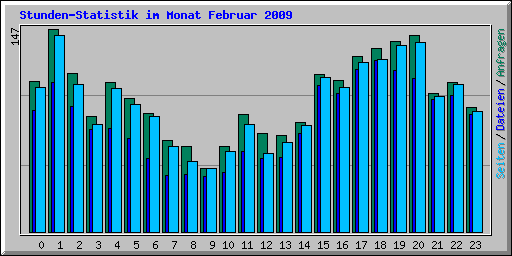 Stunden-Statistik im Monat Februar 2009
147
Seiten / Dateien / Anfragen
0 1 2 3 4 5 6 7 8 9 10 11 12 13 14 15 16 17 18 19 20 21 22 23